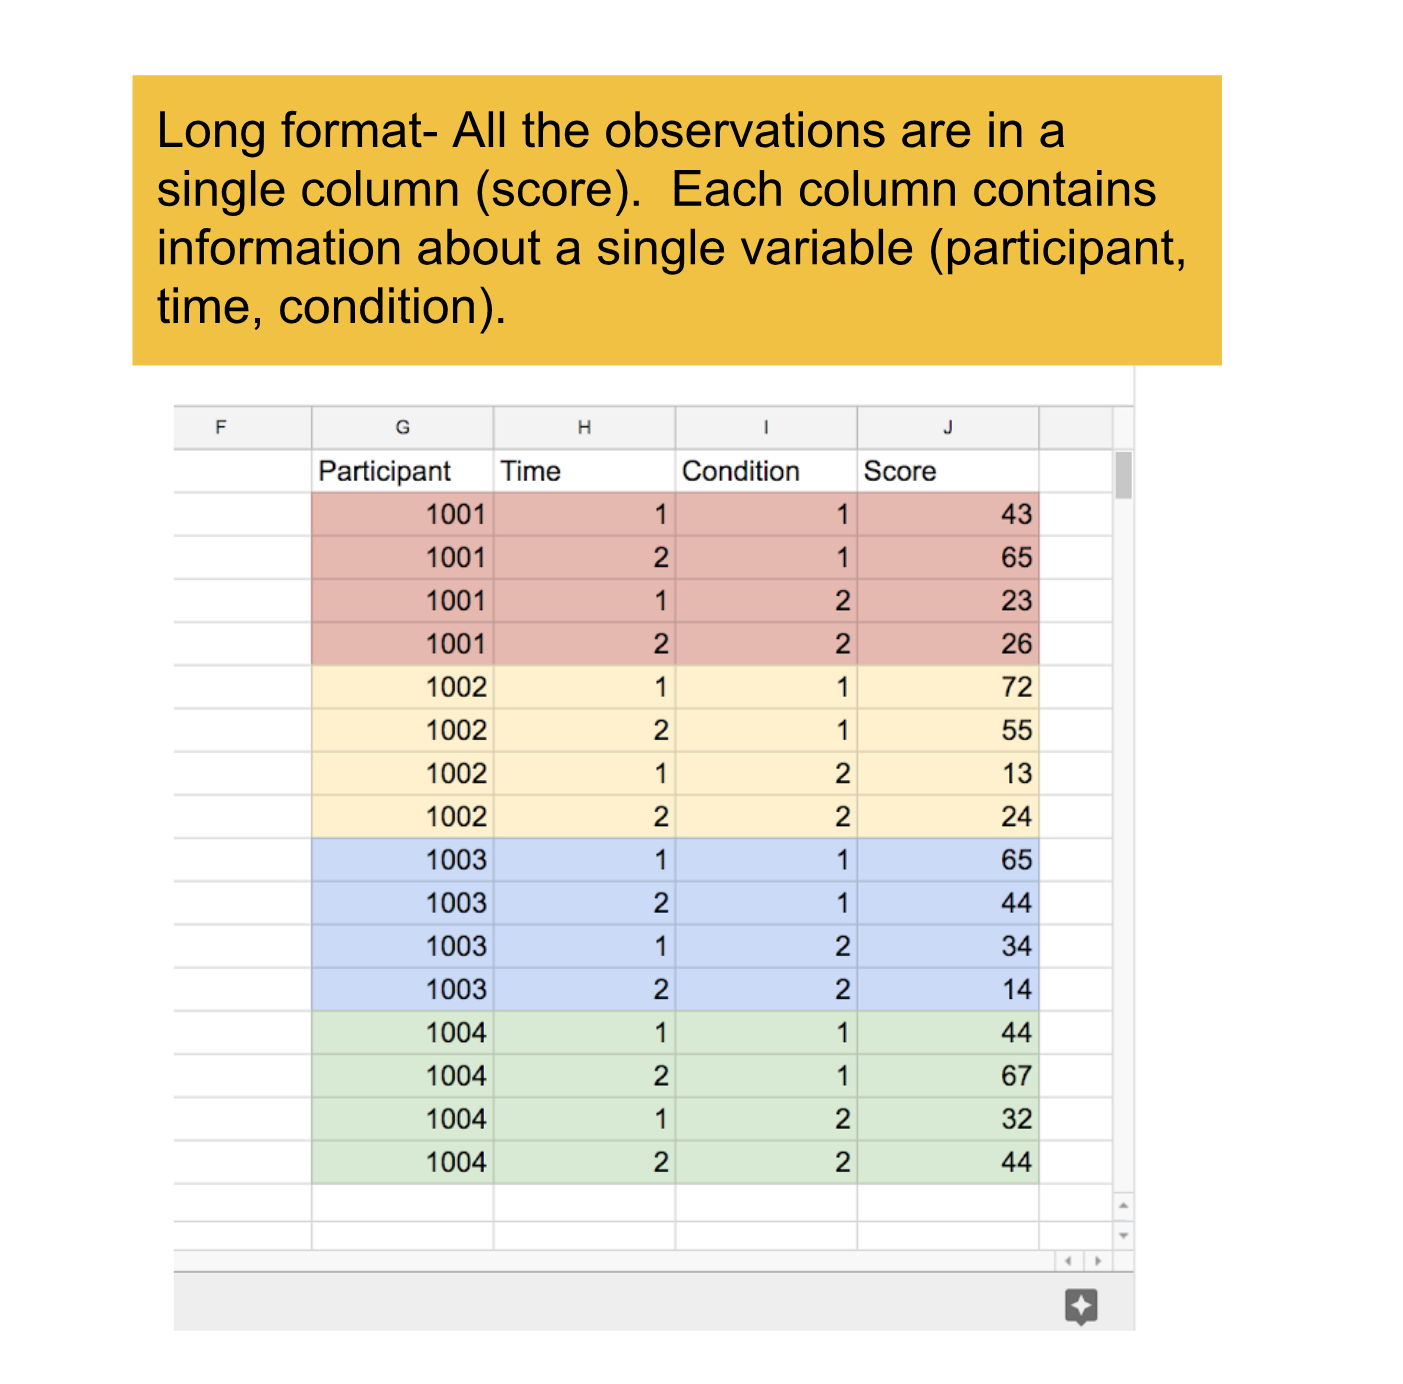 Long format- All the observations are in a
single column (score).  Each column contains
information about a single variable (participant,
time, condition).
F G H I J
Participant Time Condition Score
1001 1 1 43
1001 2 1 65
1001 1 2 23
1001 2 2 26
1002 1 1 72
1002 2 1 55
1002 1 2 13
1002 2 2 24
1003 1 1 65
1003 2 1 44
1003 1 2 34
1003 2 2 14
1004 1 1 44
1004 2 1 67
1004 1 2 32
1004 2 2 44